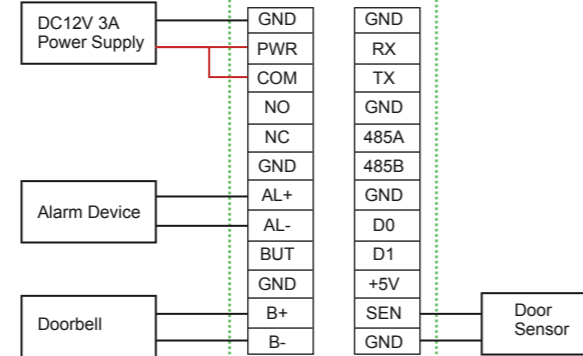 DC12V 3A
Power Supply
Alarm Device
Doorbell
GND
PWR
COM
NO
NC
GND
AL+
AL-
BUT
GND
B+
B-
GND
RX
TX
GND
485A
485B
GND
D0
D1
+5V
SEN
GND
Door
Sensor